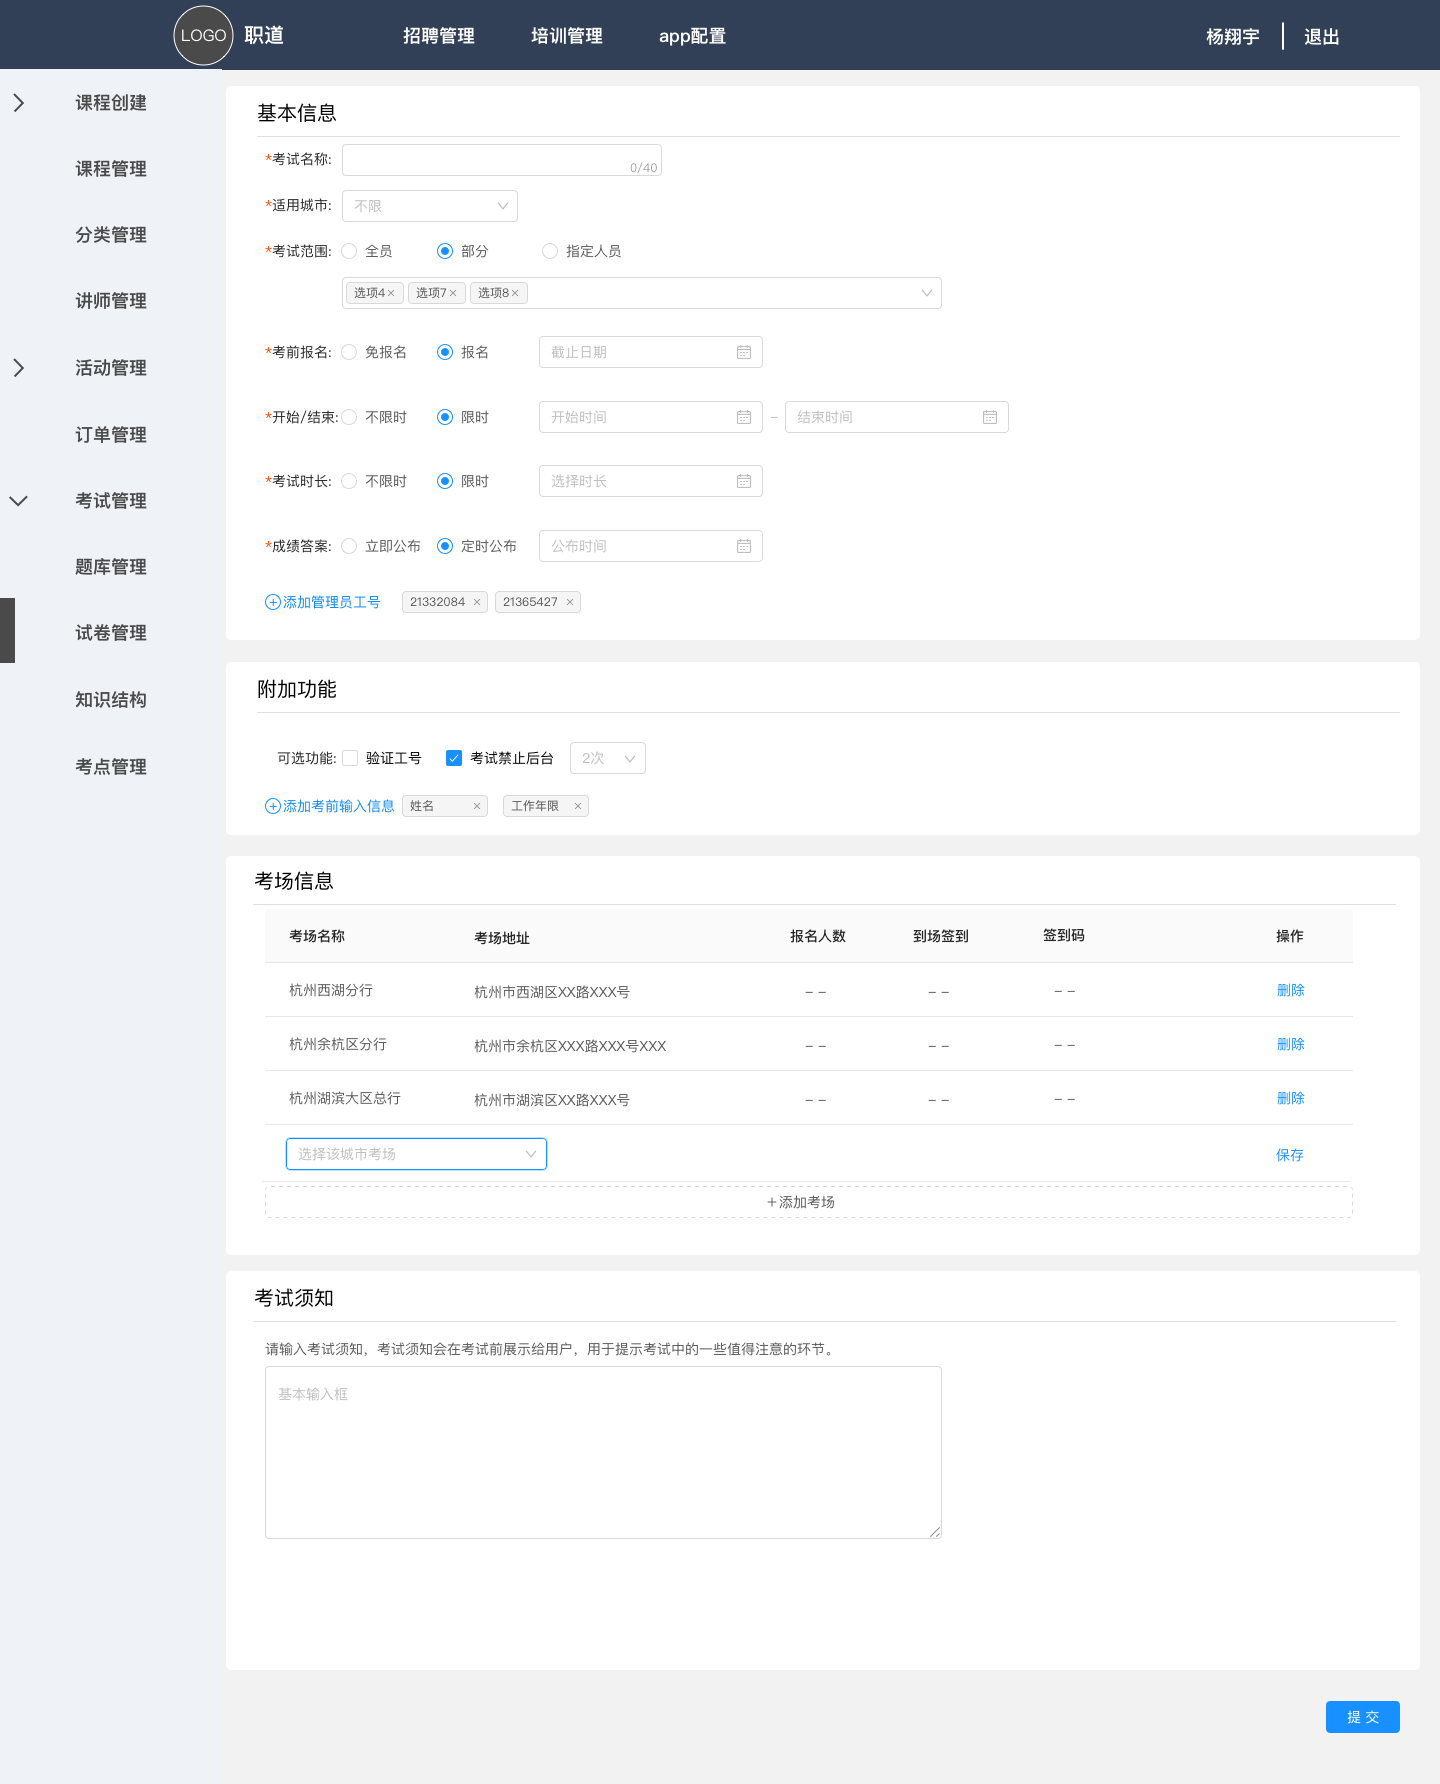 LOGO 职道 招聘管理 培训管理 app配置 杨翔宇 退出
课程创建
课程管理
分类管理
讲师管理
活动管理
订单管理
考试管理
题库管理
试卷管理
知识结构
考点管理
基本信息
*考试名称: 0/40
*适用城市: 不限
*考试范围: 全员 部分 指定人员
选项4× 选项7× 选项8×
*考前报名: 免报名 报名 截止日期
*开始/结束: 不限时 限时 开始时间 - 结束时间
*考试时长: 不限时 限时 选择时长
*成绩答案: 立即公布 定时公布 公布时间
添加管理员工号 21332084 × 21365427 ×
附加功能
可选功能: 验证工号 考试禁止后台 2次
添加考前输入信息 姓名 × 工作年限 ×
考场信息
考场名称 考场地址 报名人数 到场签到 签到码 操作
杭州西湖分行 杭州市西湖区XX路XXX号 – – – – – – 删除
杭州余杭区分行 杭州市余杭区XXX路XXX号XXX – – – – – – 删除
杭州湖滨大区总行 杭州市湖滨区XX路XXX号 – – – – – – 删除
选择该城市考场 保存
+添加考场
考试须知
请输入考试须知，考试须知会在考试前展示给用户，用于提示考试中的一些值得注意的环节。
基本输入框
提 交